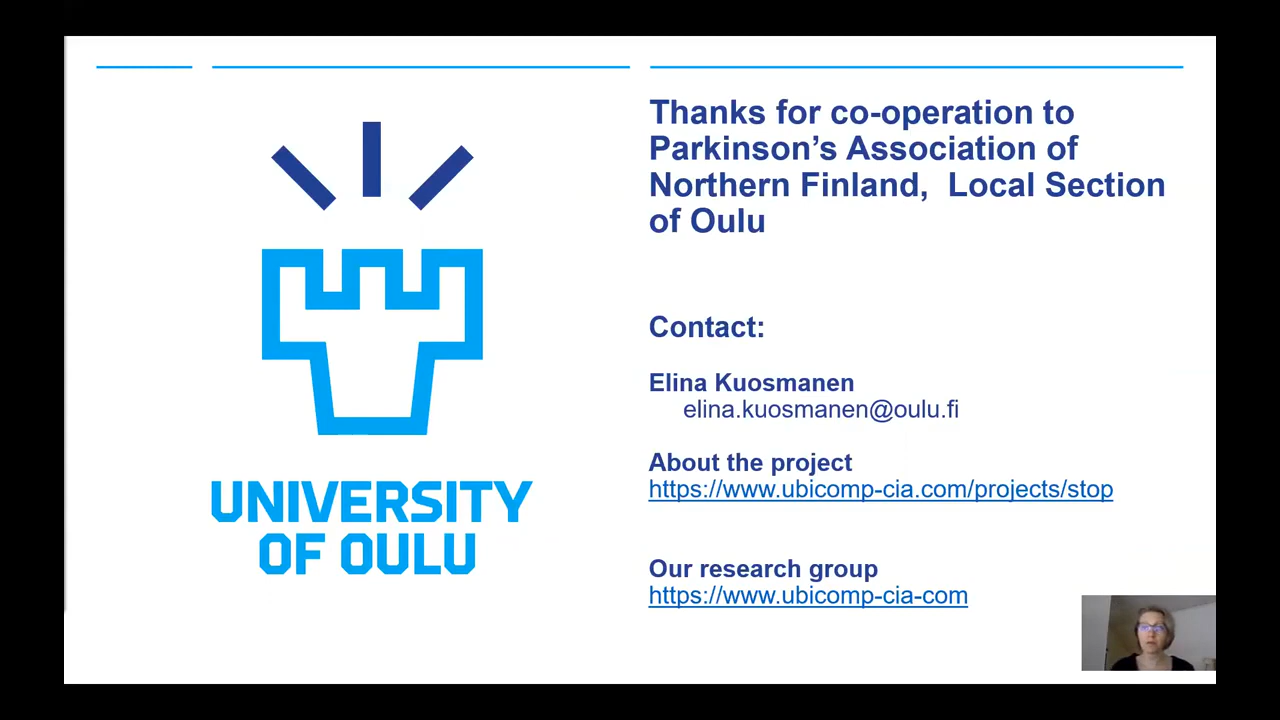 Thanks for co-operation to
Parkinson's Association of
Northern Finland,  Local Section
of Oulu
Contact:
Elina Kuosmanen
elina.kuosmanen@oulu.fi
About the project
https://www.ubicomp-cia.com/projects/stop
Our research group
https://www.ubicomp-cia-com
UNIVERSITY
OF OULU